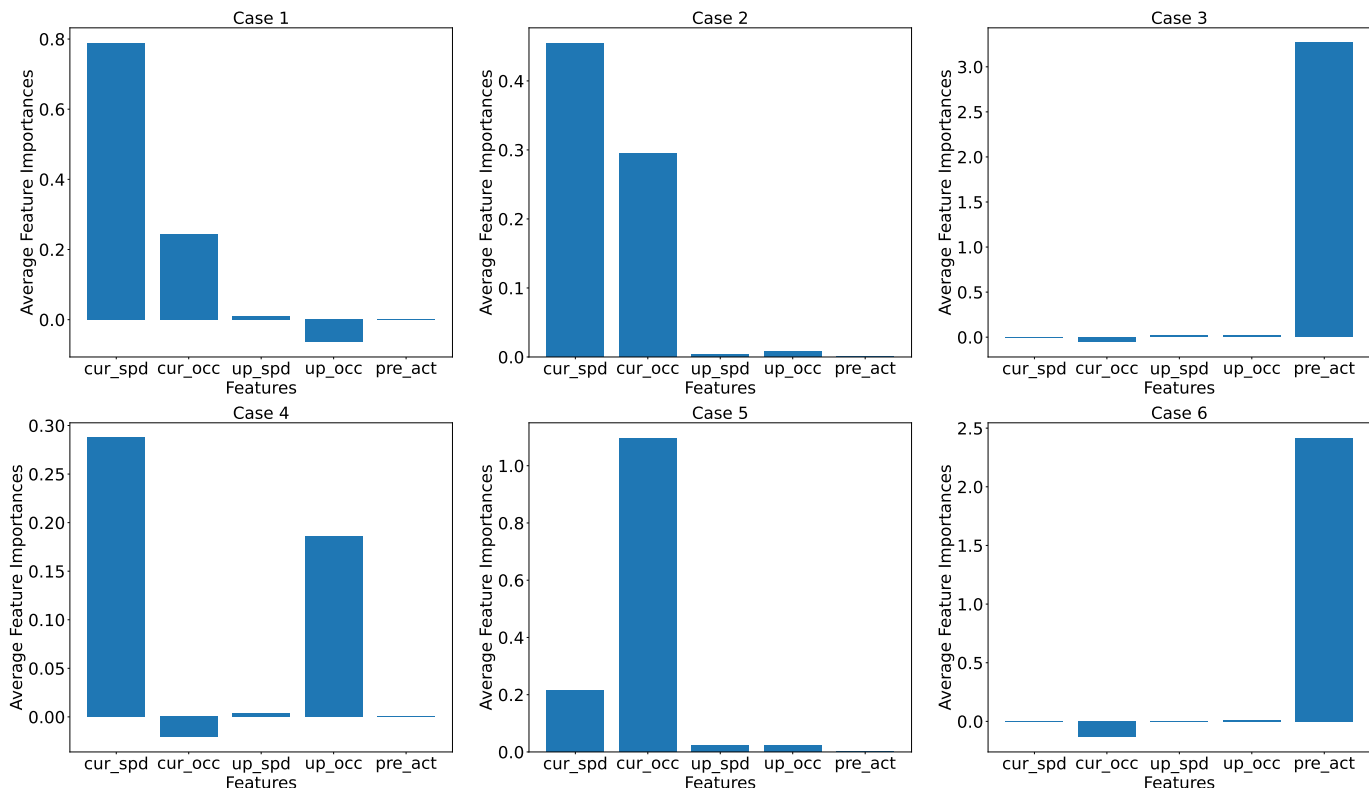 Case 1
Average Feature Importances
0.8
0.6
0.4
0.2
0.0
cur_spd cur_occ up_spd up_occ pre_act
Features
Case 2
Average Feature Importances
0.4
0.3
0.2
0.1
0.0
cur_spd cur_occ up_spd up_occ pre_act
Features
Case 3
Average Feature Importances
3.0
2.5
2.0
1.5
1.0
0.5
0.0
cur_spd cur_occ up_spd up_occ pre_act
Features
Case 4
Average Feature Importances
0.30
0.25
0.20
0.15
0.10
0.05
0.00
cur_spd cur_occ up_spd up_occ pre_act
Features
Case 5
Average Feature Importances
1.0
0.8
0.6
0.4
0.2
0.0
cur_spd cur_occ up_spd up_occ pre_act
Features
Case 6
Average Feature Importances
2.5
2.0
1.5
1.0
0.5
0.0
cur_spd cur_occ up_spd up_occ pre_act
Features